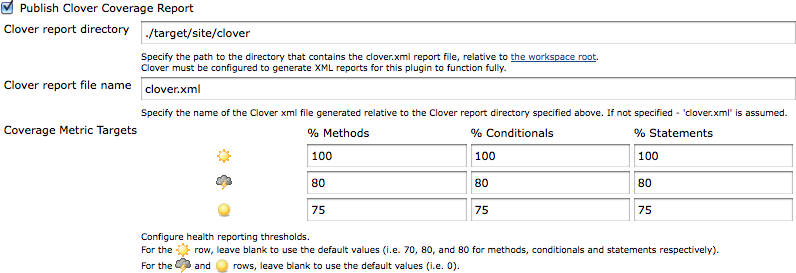 Publish Clover Coverage Report
Clover report directory
./target/site/clover
Specify the path to the directory that contains the clover.xml report file, relative to the workspace root.
Clover must be configured to generate XML reports for this plugin to function fully.
Clover report file name
clover.xml
Specify the name of the Clover xml file generated relative to the Clover report directory specified above. If not specified - 'clover.xml' is assumed.
Coverage Metric Targets
% Methods % Conditionals % Statements
100 100 100
80 80 80
75 75 75
Configure health reporting thresholds.
For the row, leave blank to use the default values (i.e. 70, 80, and 80 for methods, conditionals and statements respectively).
For the and rows, leave blank to use the default values (i.e. 0).